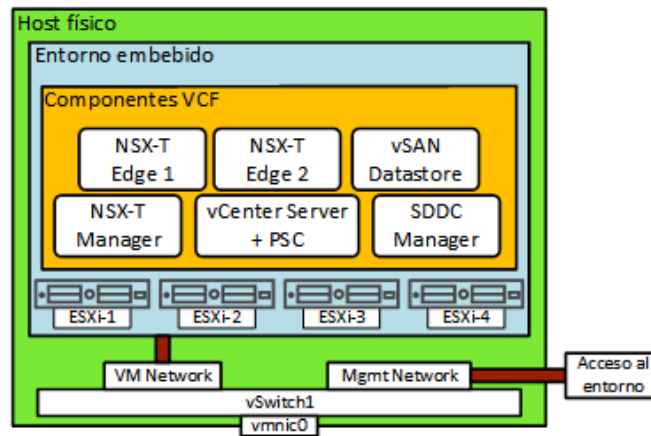 Host físico
Entorno embebido
Componentes VCF
NSX-T
Edge 1
NSX-T
Edge 2
vSAN
Datastore
NSX-T
Manager
vCenter Server
+ PSC
SDDC
Manager
ESXi-1
ESXi-2
ESXi-3
ESXi-4
VM Network
Mgmt Network
Acceso al
entorno
vSwitch1
vmnic0